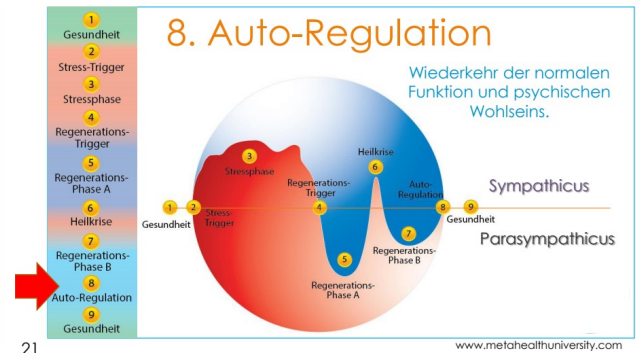 8. Auto-Regulation
Wiederkehr der normalen
Funktion und psychischen
Wohlseins.
1
Gesundheit
2
Stress-Trigger
3
Stressphase
4
Regenerations-
Trigger
5
Regenerations-
Phase A
6
Heilkrise
7
Regenerations-
Phase B
8
Auto-Regulation
9
Gesundheit
1
Gesundheit
2
Stress-
Trigger
3
Stressphase
Regenerations-
Trigger
4
5
Regenerations-
Phase A
Heilkrise
6
7
Regenerations-
Phase B
Auto-
Regulation
8
9
Gesundheit
Sympathicus
Parasympathicus
21
www.metahealthuniversity.com